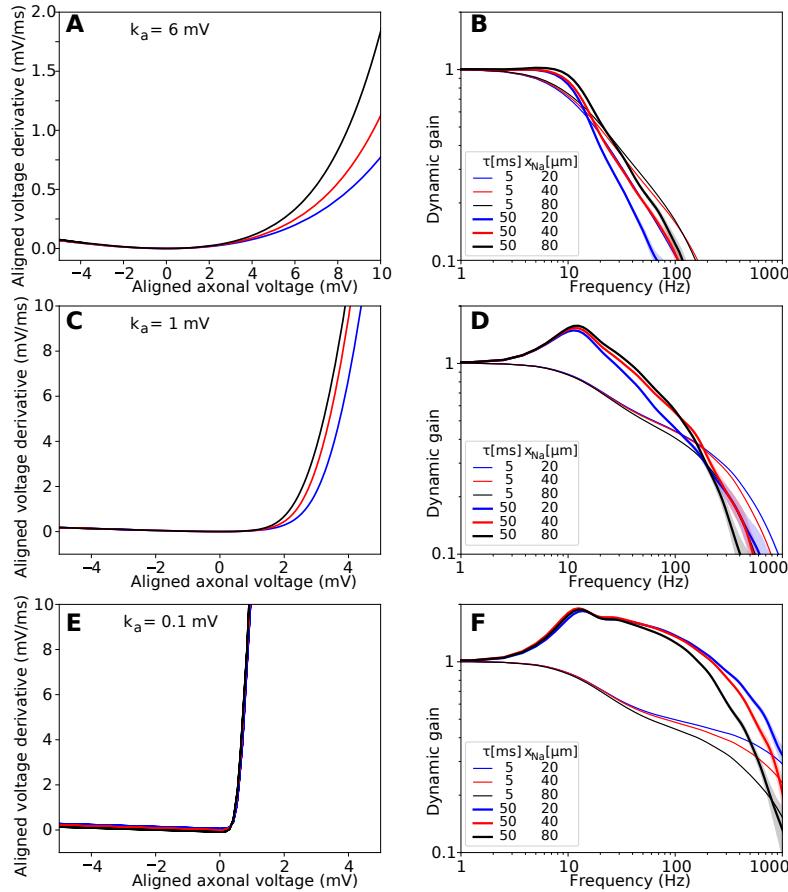 A
k_a = 6 mV
Aligned voltage derivative (mV/ms)
2.0
1.5
1.0
0.5
0.0
−4 −2 0 2 4 6 8 10
Aligned axonal voltage (mV)
B
Dynamic gain
1
0.1
τ[ms] x_Na[µm]
5 20
5 40
5 80
50 20
50 40
50 80
1 10 100 1000
Frequency (Hz)
C
k_a = 1 mV
Aligned voltage derivative (mV/ms)
10
8
6
4
2
0
−4 −2 0 2 4
Aligned axonal voltage (mV)
D
Dynamic gain
1
0.1
τ[ms] x_Na[µm]
5 20
5 40
5 80
50 20
50 40
50 80
1 10 100 1000
Frequency (Hz)
E
k_a = 0.1 mV
Aligned voltage derivative (mV/ms)
10
8
6
4
2
0
−4 −2 0 2 4
Aligned axonal voltage (mV)
F
Dynamic gain
1
0.1
τ[ms] x_Na[µm]
5 20
5 40
5 80
50 20
50 40
50 80
1 10 100 1000
Frequency (Hz)